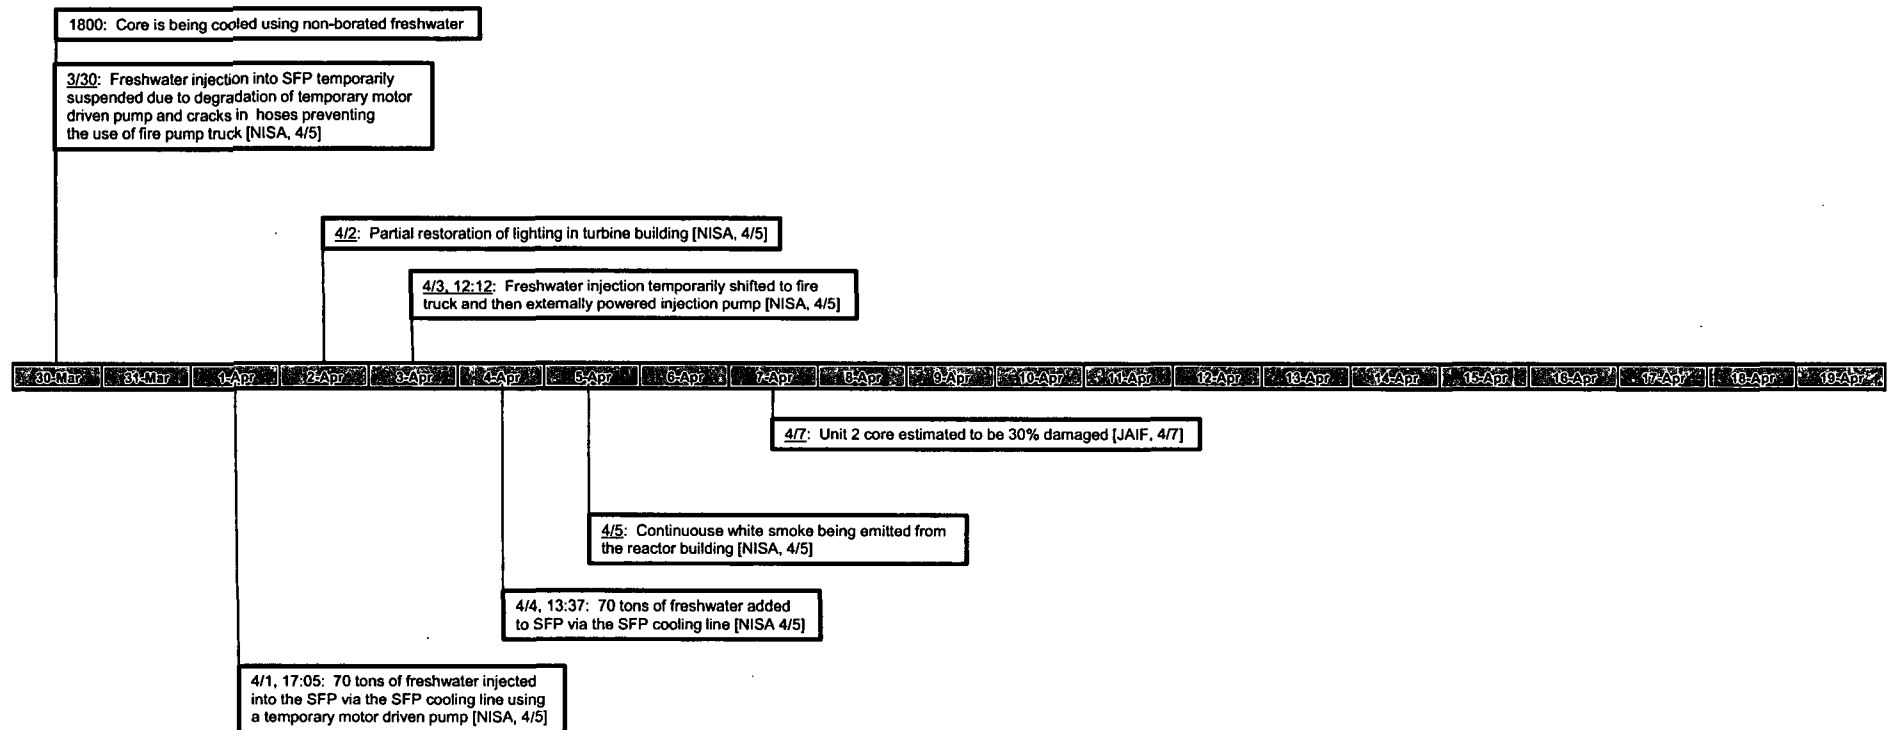 1800: Core is being cooled using non-borated freshwater
3/30: Freshwater injection into SFP temporarily
suspended due to degradation of temporary motor
driven pump and cracks in hoses preventing
the use of fire pump truck [NISA, 4/5]
4/2: Partial restoration of lighting in turbine building [NISA, 4/5]
4/3, 12:12: Freshwater injection temporarily shifted to fire
truck and then externally powered injection pump [NISA, 4/5]
30-Mar 31-Mar 1-Apr 2-Apr 3-Apr 4-Apr 5-Apr 6-Apr 7-Apr 8-Apr 9-Apr 10-Apr 11-Apr 12-Apr 13-Apr 14-Apr 15-Apr 16-Apr 17-Apr 18-Apr 19-Apr
4/7: Unit 2 core estimated to be 30% damaged [JAIF, 4/7]
4/5: Continuouse white smoke being emitted from
the reactor building [NISA, 4/5]
4/4, 13:37: 70 tons of freshwater added
to SFP via the SFP cooling line [NISA 4/5]
4/1, 17:05: 70 tons of freshwater injected
into the SFP via the SFP cooling line using
a temporary motor driven pump [NISA, 4/5]